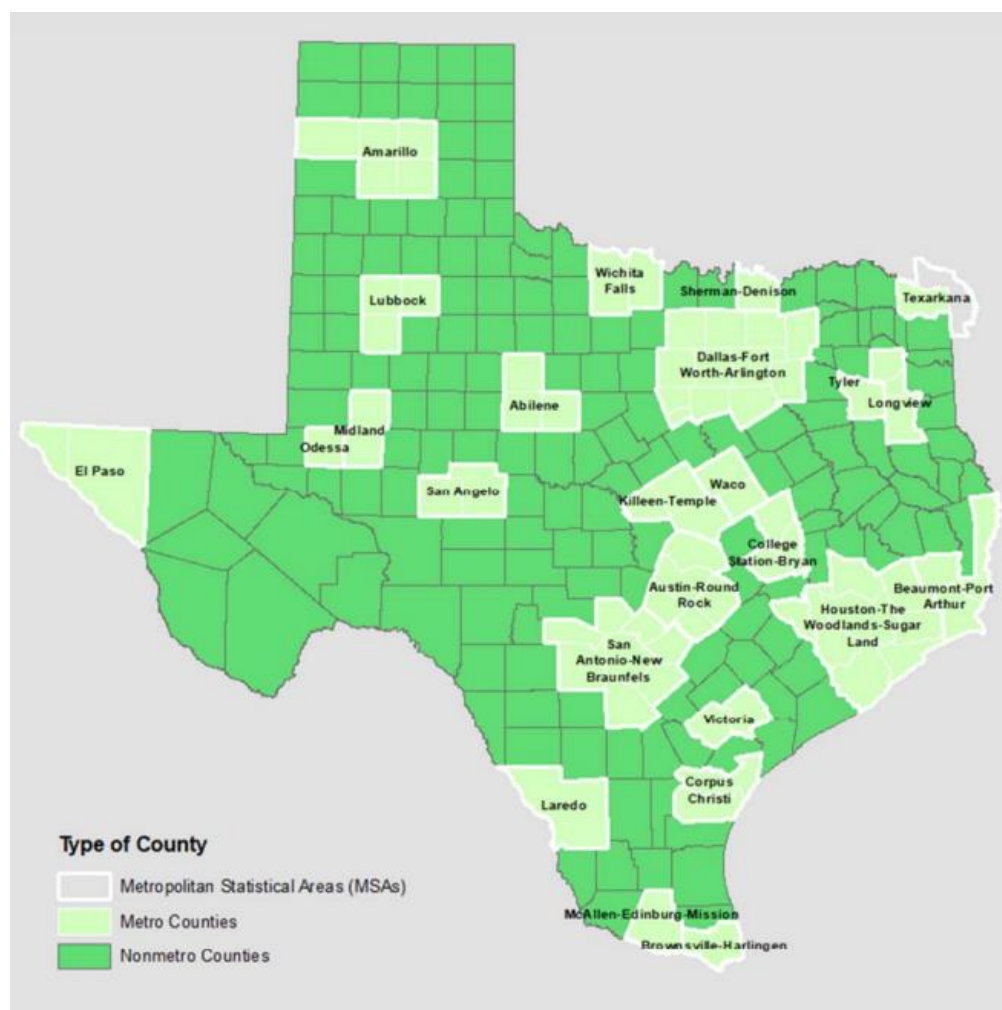 Amarillo
Wichita
Falls
Sherman-Denison
Texarkana
Lubbock
Dallas-Fort
Worth-Arlington
Tyler
Longview
Abilene
Midland
Odessa
El Paso
San Angelo
Waco
Killeen-Temple
College
Station-Bryan
Austin-Round
Rock
Beaumont-Port
Arthur
Houston-The
Woodlands-Sugar
Land
San
Antonio-New
Braunfels
Victoria
Corpus
Christi
Laredo
McAllen-Edinburg-Mission
Brownsville-Harlingen
Type of County
Metropolitan Statistical Areas (MSAs)
Metro Counties
Nonmetro Counties